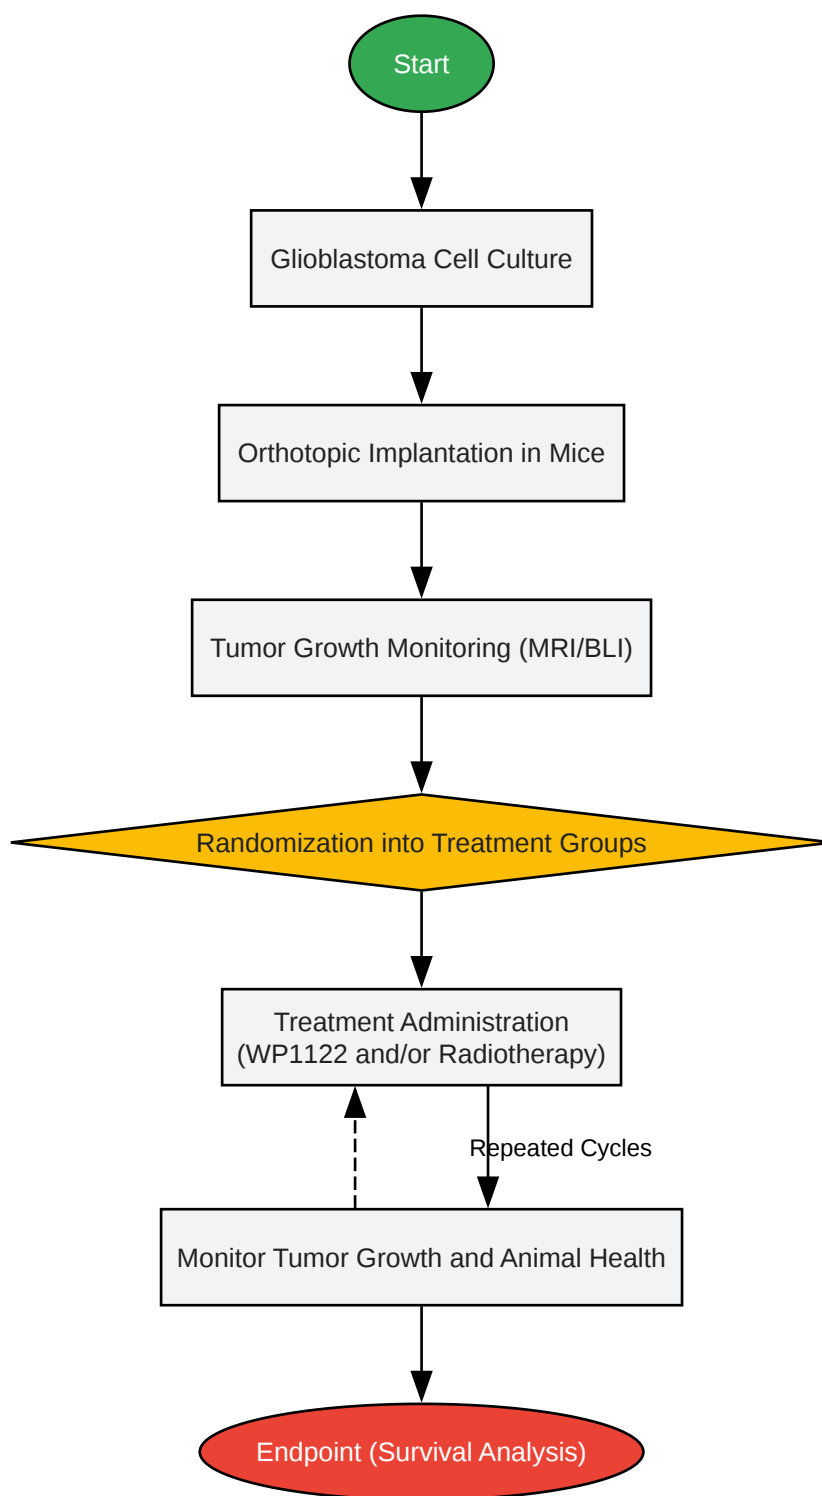 Start
Glioblastoma Cell Culture
Orthotopic Implantation in Mice
Tumor Growth Monitoring (MRI/BLI)
Randomization into Treatment Groups
Treatment Administration
(WP1122 and/or Radiotherapy)
Repeated Cycles
Monitor Tumor Growth and Animal Health
Endpoint (Survival Analysis)